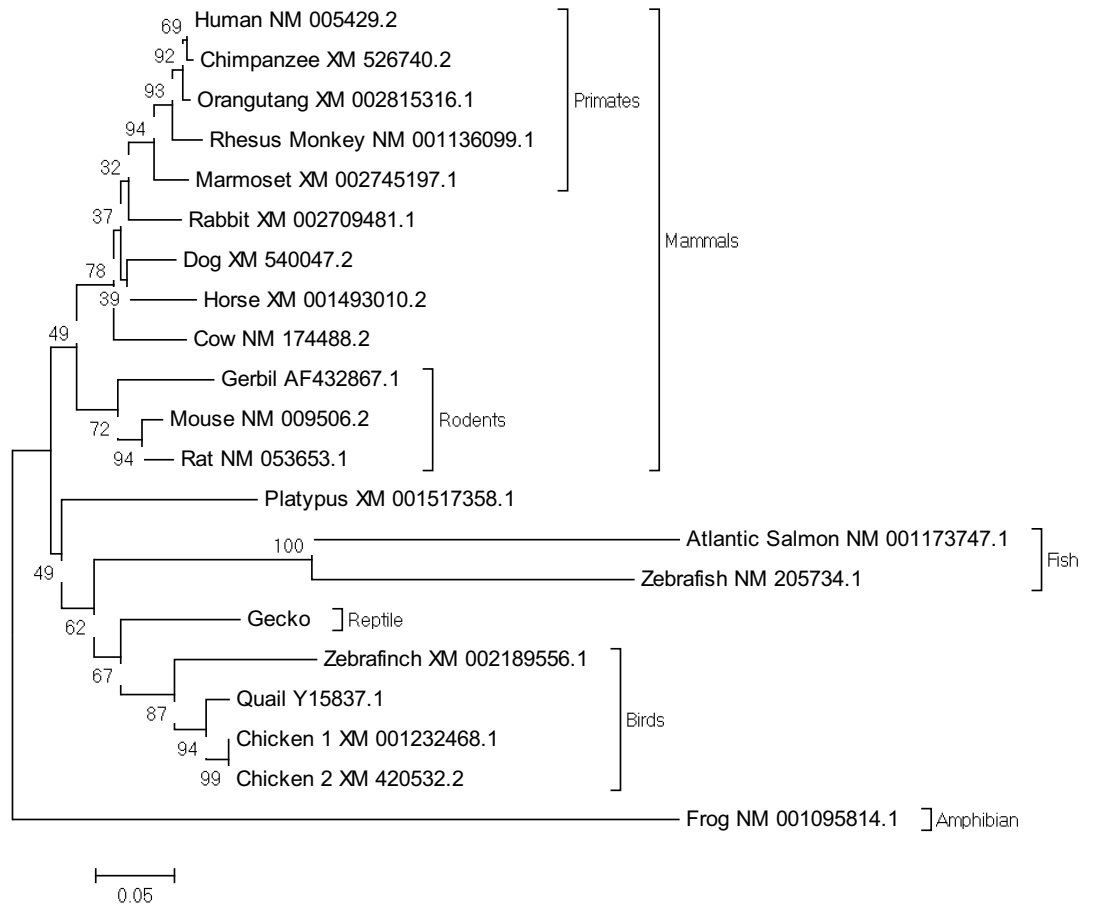 69
Human NM 005429.2
Chimpanzee XM 526740.2
92
Orangutang XM 002815316.1
Primates
93
Rhesus Monkey NM 001136099.1
94
Marmoset XM 002745197.1
32
Rabbit XM 002709481.1
37
Mammals
Dog XM 540047.2
78
39
Horse XM 001493010.2
49
Cow NM 174488.2
Gerbil AF432867.1
72
Mouse NM 009506.2
Rodents
94
Rat NM 053653.1
Platypus XM 001517358.1
100
Atlantic Salmon NM 001173747.1
Fish
49
Zebrafish NM 205734.1
62
Gecko
Reptile
67
Zebrafinch XM 002189556.1
87
Quail Y15837.1
Birds
94
Chicken 1 XM 001232468.1
99
Chicken 2 XM 420532.2
Frog NM 001095814.1
Amphibian
0.05